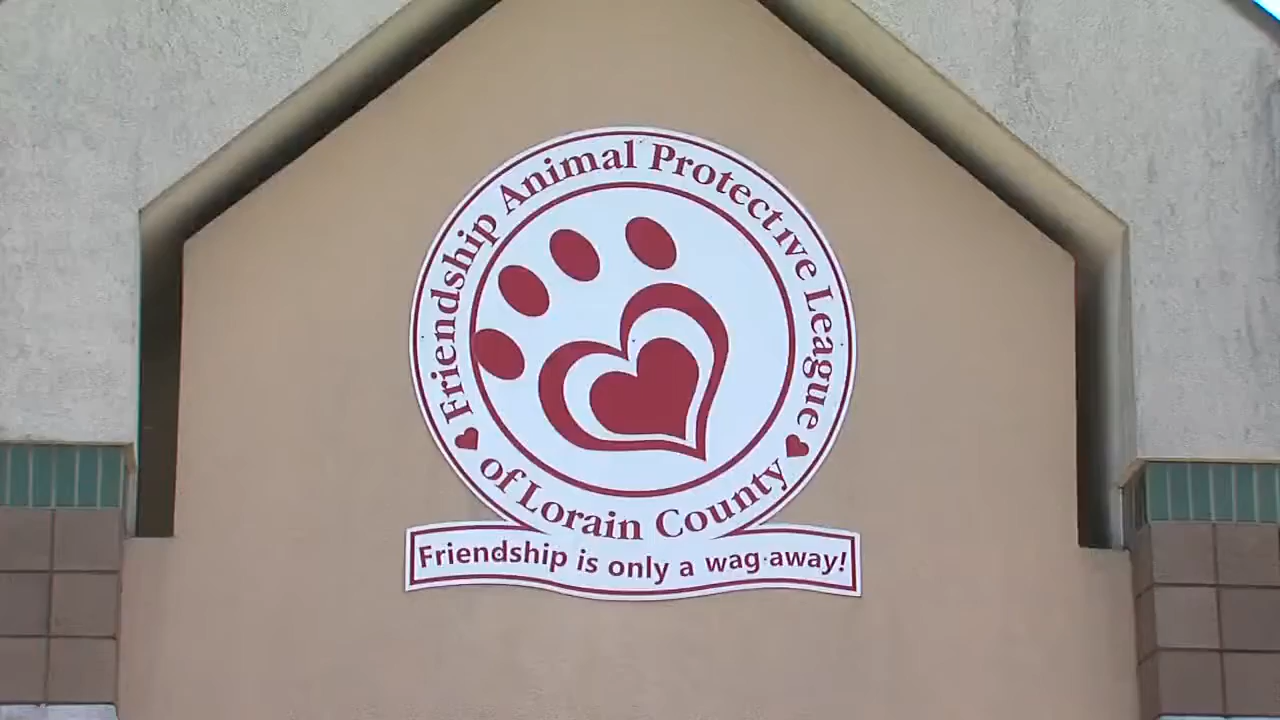 Friendship Animal Protective League
of Lorain County
Friendship is only a wag·away!